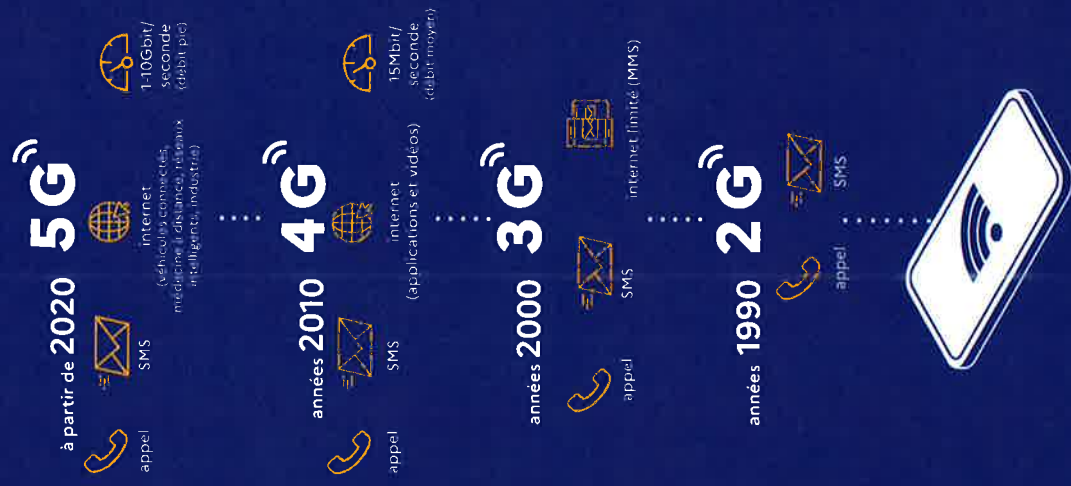 à partir de 2020 5G
appel
SMS
internet
(véhicules connectés,
médecine à distance, réseaux
intelligents, industrie)
1-10Gbit/
seconde
(débit pic)
années 2010 4G
appel
SMS
internet
(applications et vidéos)
15Mbit/
seconde
(débit moyen)
années 2000 3G
appel
SMS
internet limité (MMS)
années 1990 2G
appel
SMS